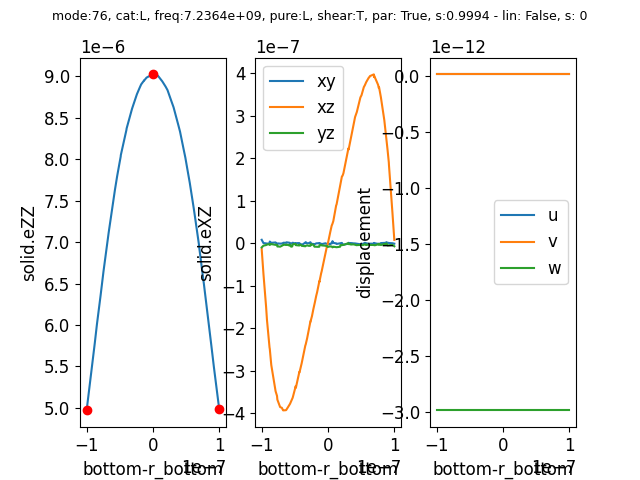 mode:76, cat:L, freq:7.2364e+09, pure:L, shear:T, par: True, s:0.9994 - lin: False, s: 0
1e−6
9.0
8.5
8.0
7.5
7.0
6.5
6.0
5.5
5.0
solid.eZZ
−1
0
1
1e−7
bottom-r_bottom
1e−7
xy
xz
yz
4
2
0
−1
−2
−3
−4
solid.eXZ
−1
0
1
1e−7
bottom-r_bottom
1e−12
0.0
−0.5
−1.0
−1.5
−2.0
−2.5
−3.0
displacement
u
v
w
−1
0
1
bottom-r_bottom